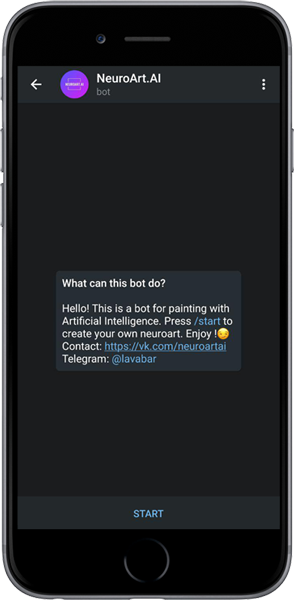 NeuroArt.AI
bot
What can this bot do?
Hello! This is a bot for painting with
Artificial Intelligence. Press /start to
create your own neuroart. Enjoy !😏
Contact: https://vk.com/neuroartai
Telegram: @lavabar
START